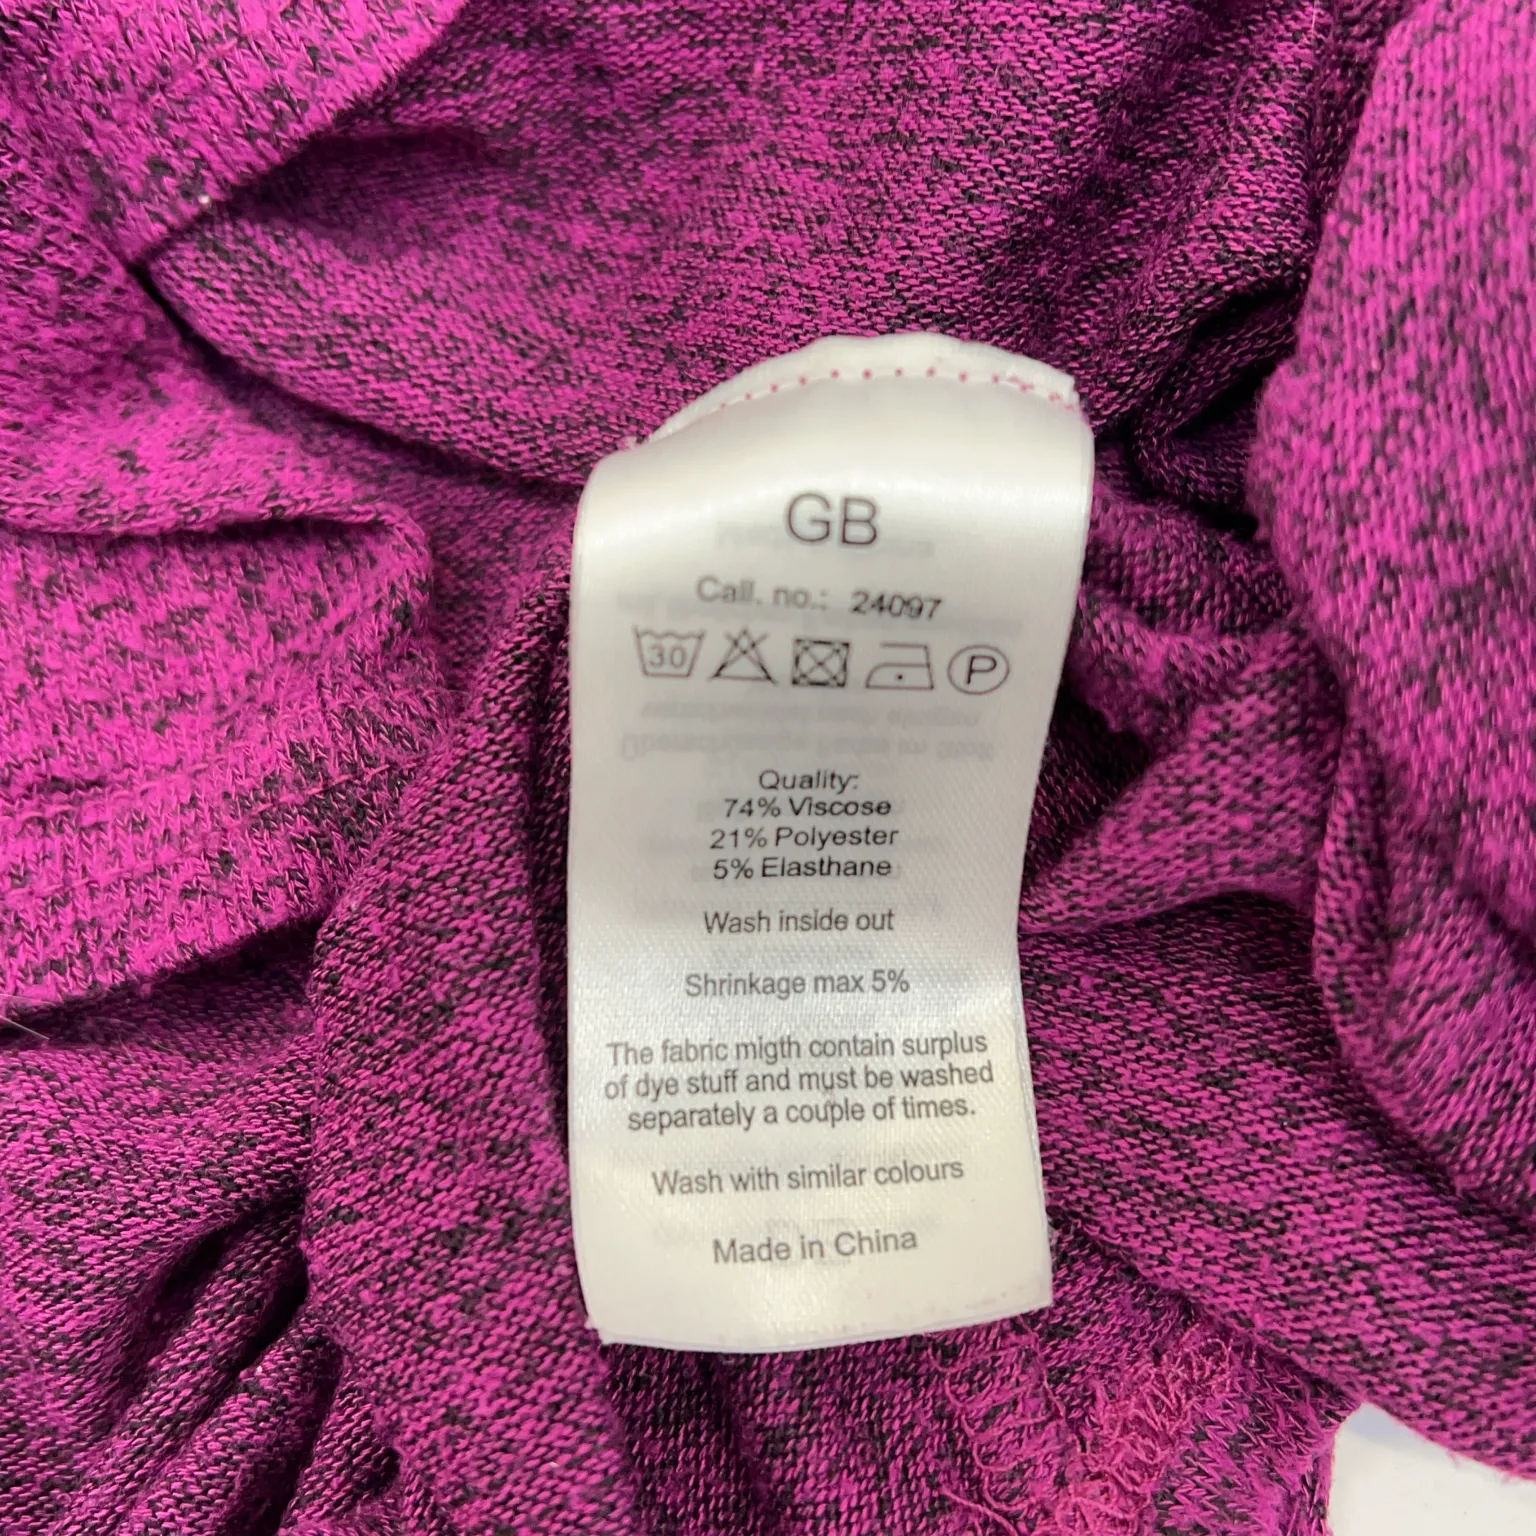 GB
Call. no.: 24097
30 P
Quality:
74% Viscose
21% Polyester
5% Elasthane
Wash inside out
Shrinkage max 5%
The fabric migth contain surplus
of dye stuff and must be washed
separately a couple of times.
Wash with similar colours
Made in China